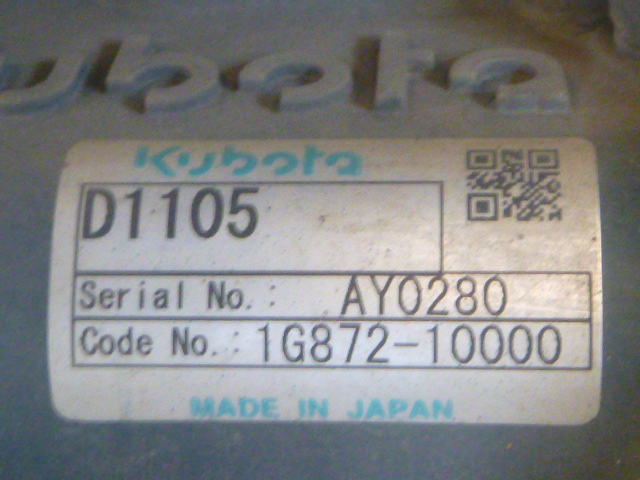 Kubota
Kubota
D1105
Serial No.: AY0280
Code No.: 1G872-10000
MADE IN JAPAN